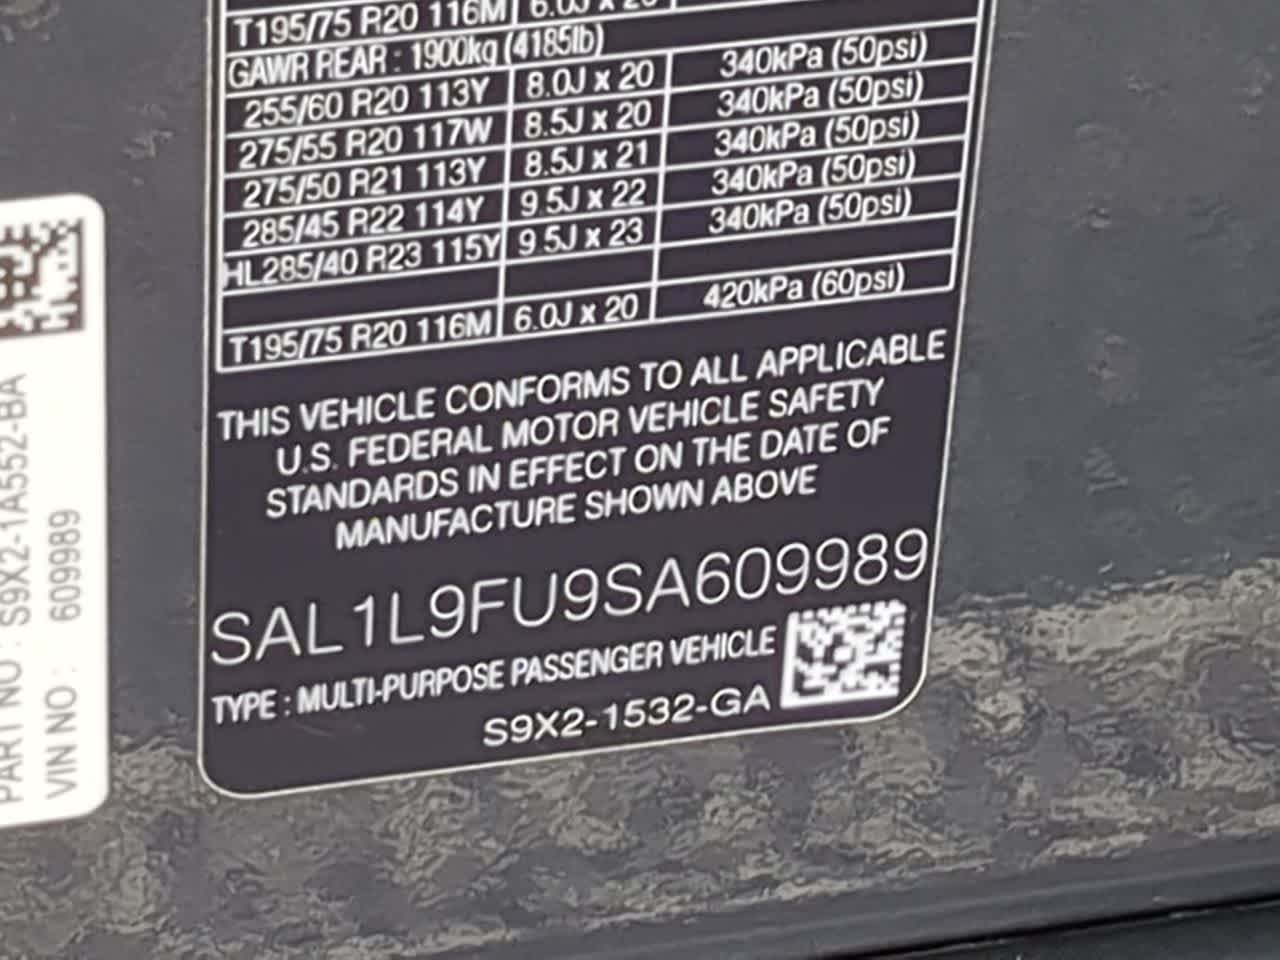 T195/75 R20 116M 6.0J x 20
GAWR REAR : 1900kg (4185lb)
255/60 R20 113Y 8.0J x 20 340kPa (50psi)
275/55 R20 117W 8.5J x 20 340kPa (50psi)
275/50 R21 113Y 8.5J x 21 340kPa (50psi)
285/45 R22 114Y 9.5J x 22 340kPa (50psi)
HL285/40 R23 115Y 9.5J x 23 340kPa (50psi)
T195/75 R20 116M 6.0J x 20 420kPa (60psi)
THIS VEHICLE CONFORMS TO ALL APPLICABLE
U.S. FEDERAL MOTOR VEHICLE SAFETY
STANDARDS IN EFFECT ON THE DATE OF
MANUFACTURE SHOWN ABOVE
SAL1L9FU9SA609989
TYPE : MULTI-PURPOSE PASSENGER VEHICLE
S9X2-1532-GA
PART NO : S9X2-1A552-BA
VIN NO : 609989